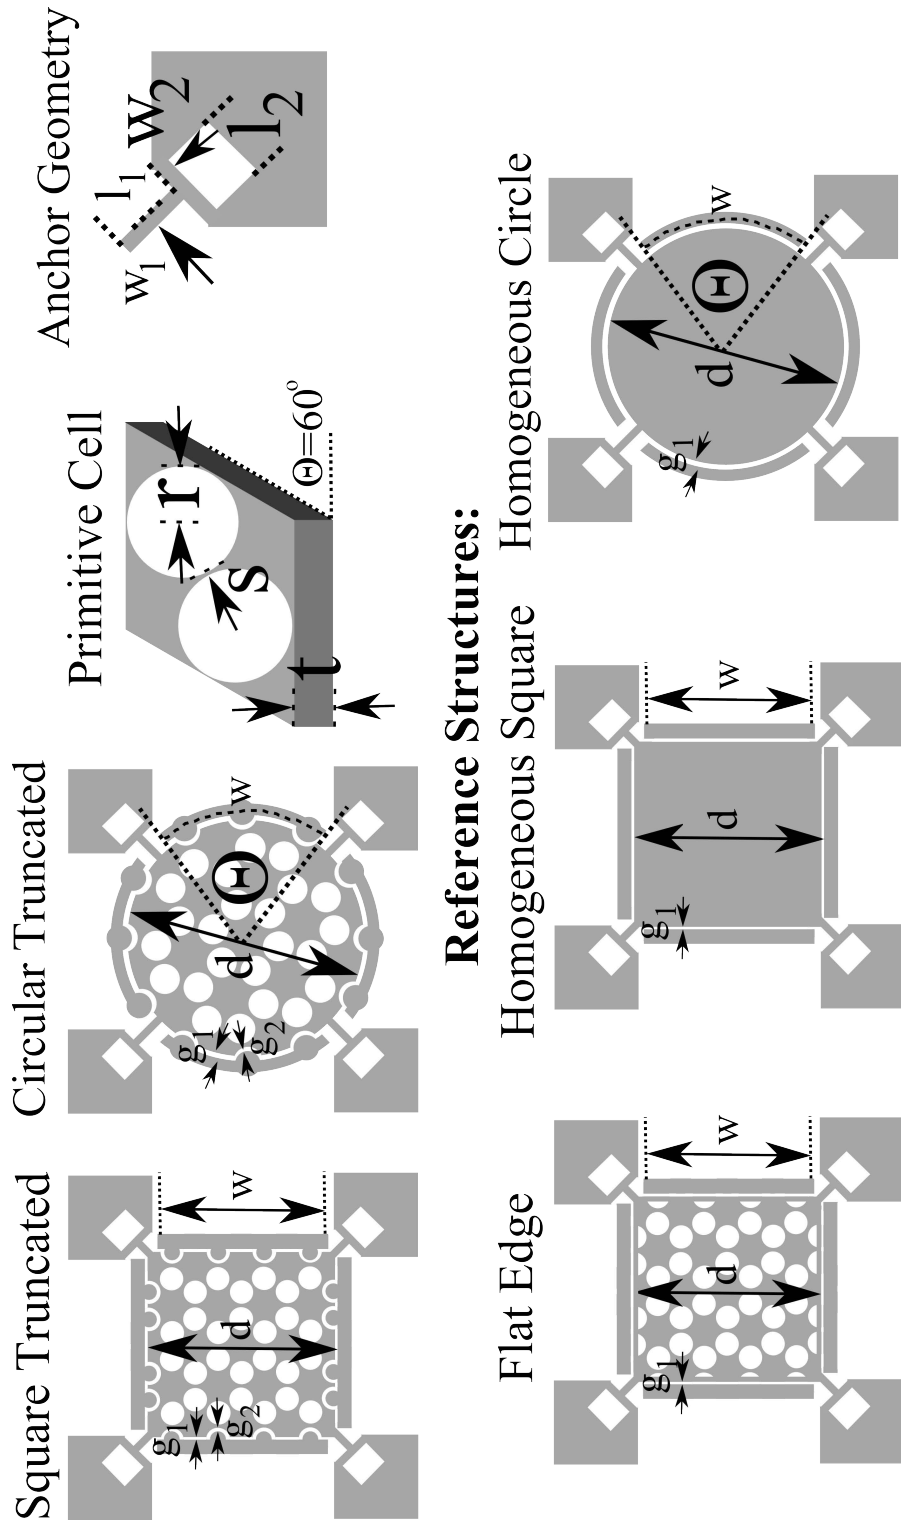 Square Truncated
Circular Truncated
Primitive Cell
Anchor Geometry
g1
g2
d
w
g1
g2
d
Θ
w
t
s
r
Θ=60°
w1
l1
w2
l2
Reference Structures:
Flat Edge
Homogeneous Square
Homogeneous Circle
g1
d
w
g1
d
w
g1
d
Θ
w